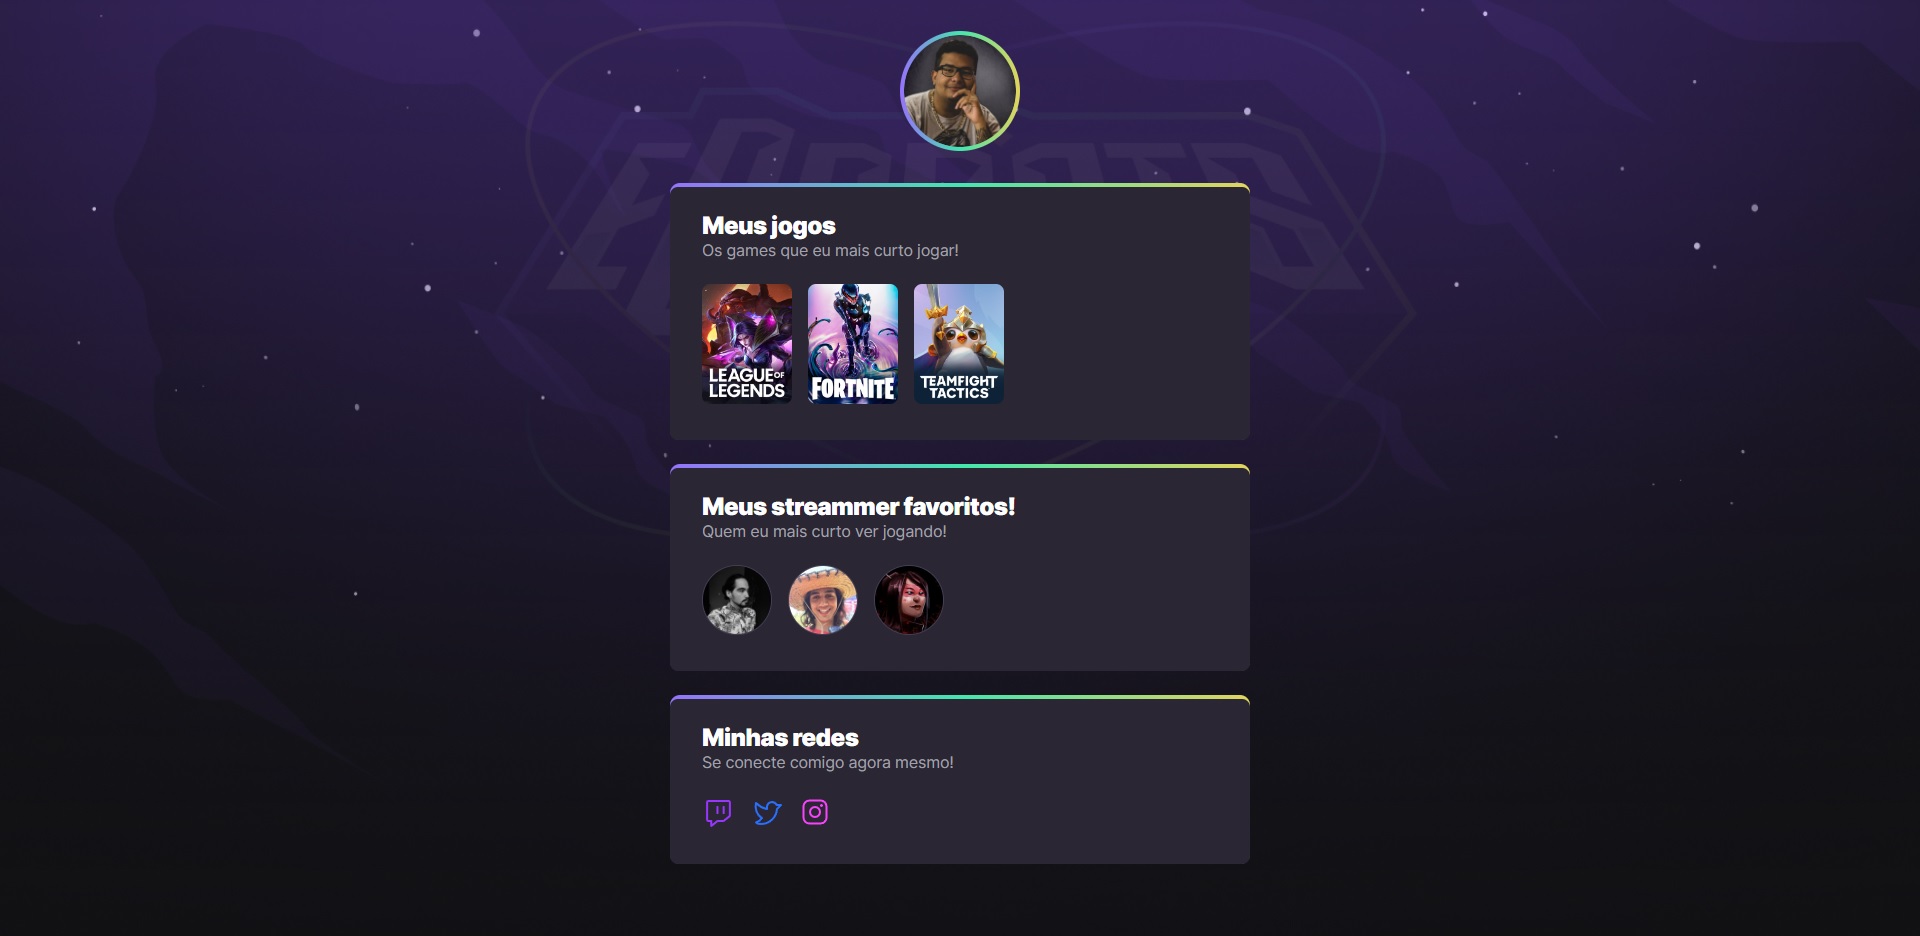 Meus jogos
Os games que eu mais curto jogar!
LEAGUE OF
LEGENDS
FORTNITE
TEAMFIGHT
TACTICS
Meus streammer favoritos!
Quem eu mais curto ver jogando!
Minhas redes
Se conecte comigo agora mesmo!